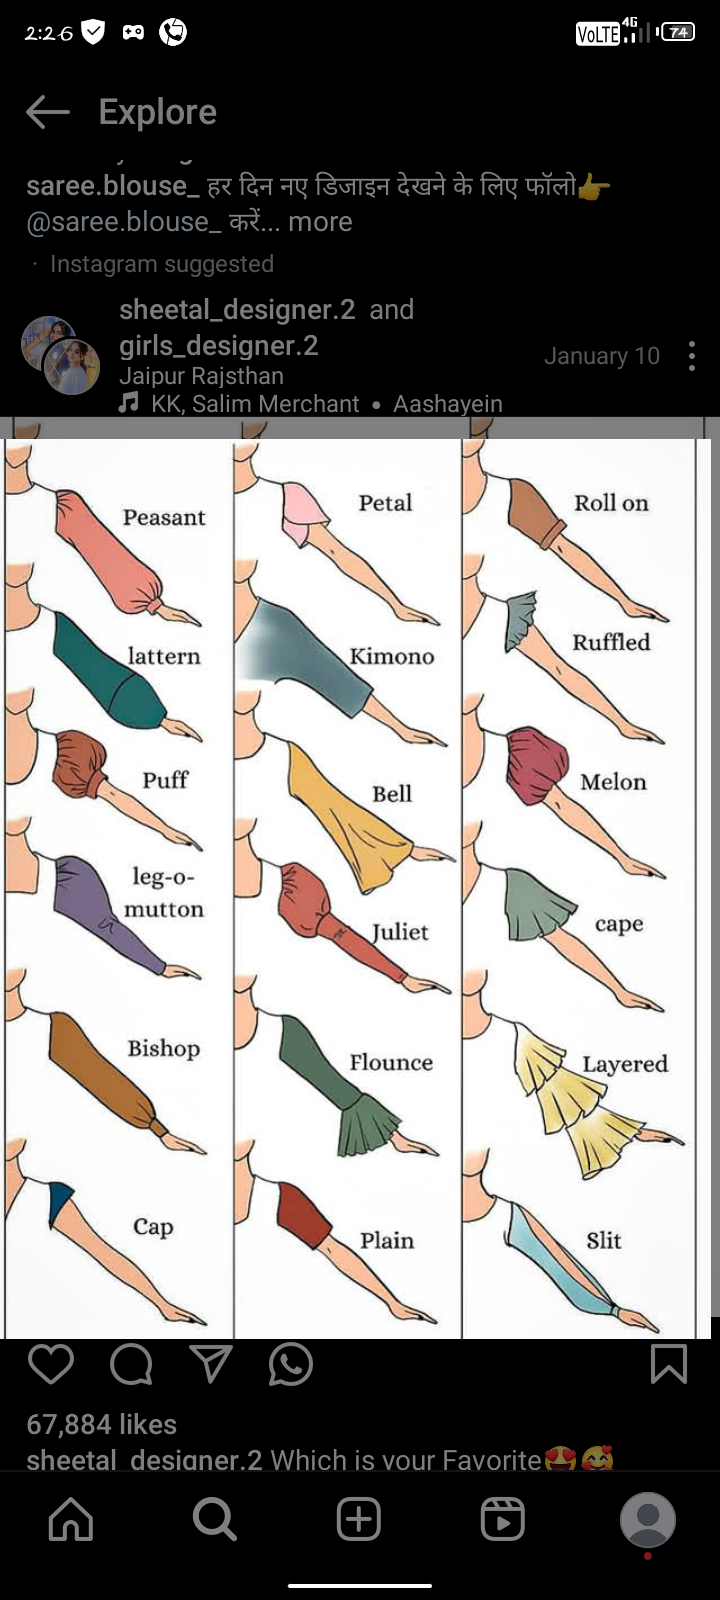 2:26
VoLTE 4G 74
Explore
saree.blouse_ हर दिन नए डिजाइन देखने के लिए फॉलो👉
@saree.blouse_ करें... more
· Instagram suggested
sheetal_designer.2 and
girls_designer.2
January 10
Jaipur Rajsthan
KK, Salim Merchant • Aashayein
Peasant
Petal
Roll on
lattern
Kimono
Ruffled
Puff
Bell
Melon
leg-o-
mutton
Juliet
cape
Bishop
Flounce
Layered
Cap
Plain
Slit
67,884 likes
sheetal_designer.2 Which is your Favorite😍🥰